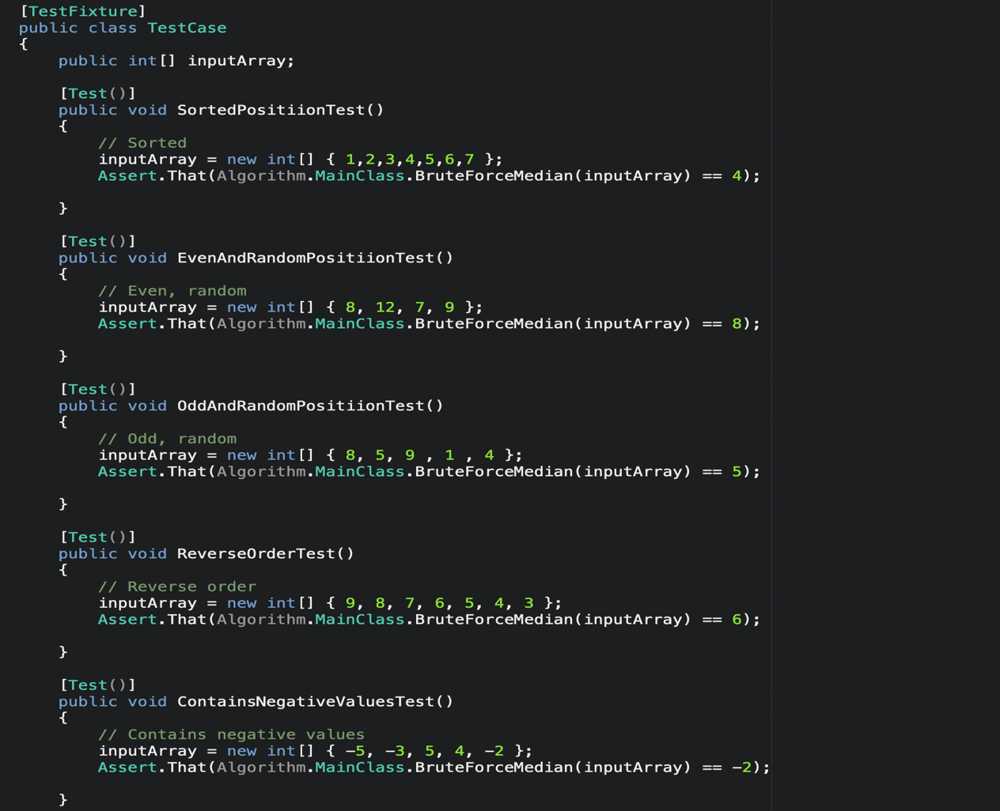 [TestFixture]
public class TestCase
{
    public int[] inputArray;

    [Test()]
    public void SortedPositiionTest()
    {
        // Sorted
        inputArray = new int[] { 1,2,3,4,5,6,7 };
        Assert.That(Algorithm.MainClass.BruteForceMedian(inputArray) == 4);

    }

    [Test()]
    public void EvenAndRandomPositiionTest()
    {
        // Even, random
        inputArray = new int[] { 8, 12, 7, 9 };
        Assert.That(Algorithm.MainClass.BruteForceMedian(inputArray) == 8);

    }

    [Test()]
    public void OddAndRandomPositiionTest()
    {
        // Odd, random
        inputArray = new int[] { 8, 5, 9 , 1 , 4 };
        Assert.That(Algorithm.MainClass.BruteForceMedian(inputArray) == 5);

    }

    [Test()]
    public void ReverseOrderTest()
    {
        // Reverse order
        inputArray = new int[] { 9, 8, 7, 6, 5, 4, 3 };
        Assert.That(Algorithm.MainClass.BruteForceMedian(inputArray) == 6);

    }

    [Test()]
    public void ContainsNegativeValuesTest()
    {
        // Contains negative values
        inputArray = new int[] { -5, -3, 5, 4, -2 };
        Assert.That(Algorithm.MainClass.BruteForceMedian(inputArray) == -2);

    }